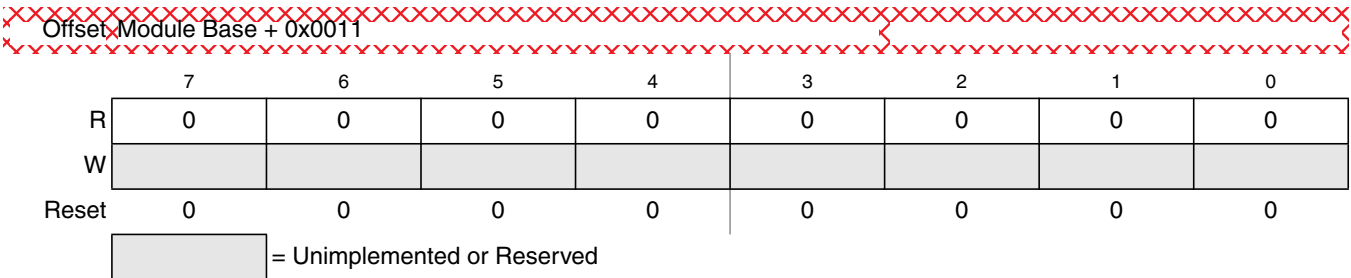 Offset Module Base + 0x0011
7 6 5 4 3 2 1 0
R 0 0 0 0 0 0 0 0
W
Reset 0 0 0 0 0 0 0 0
= Unimplemented or Reserved